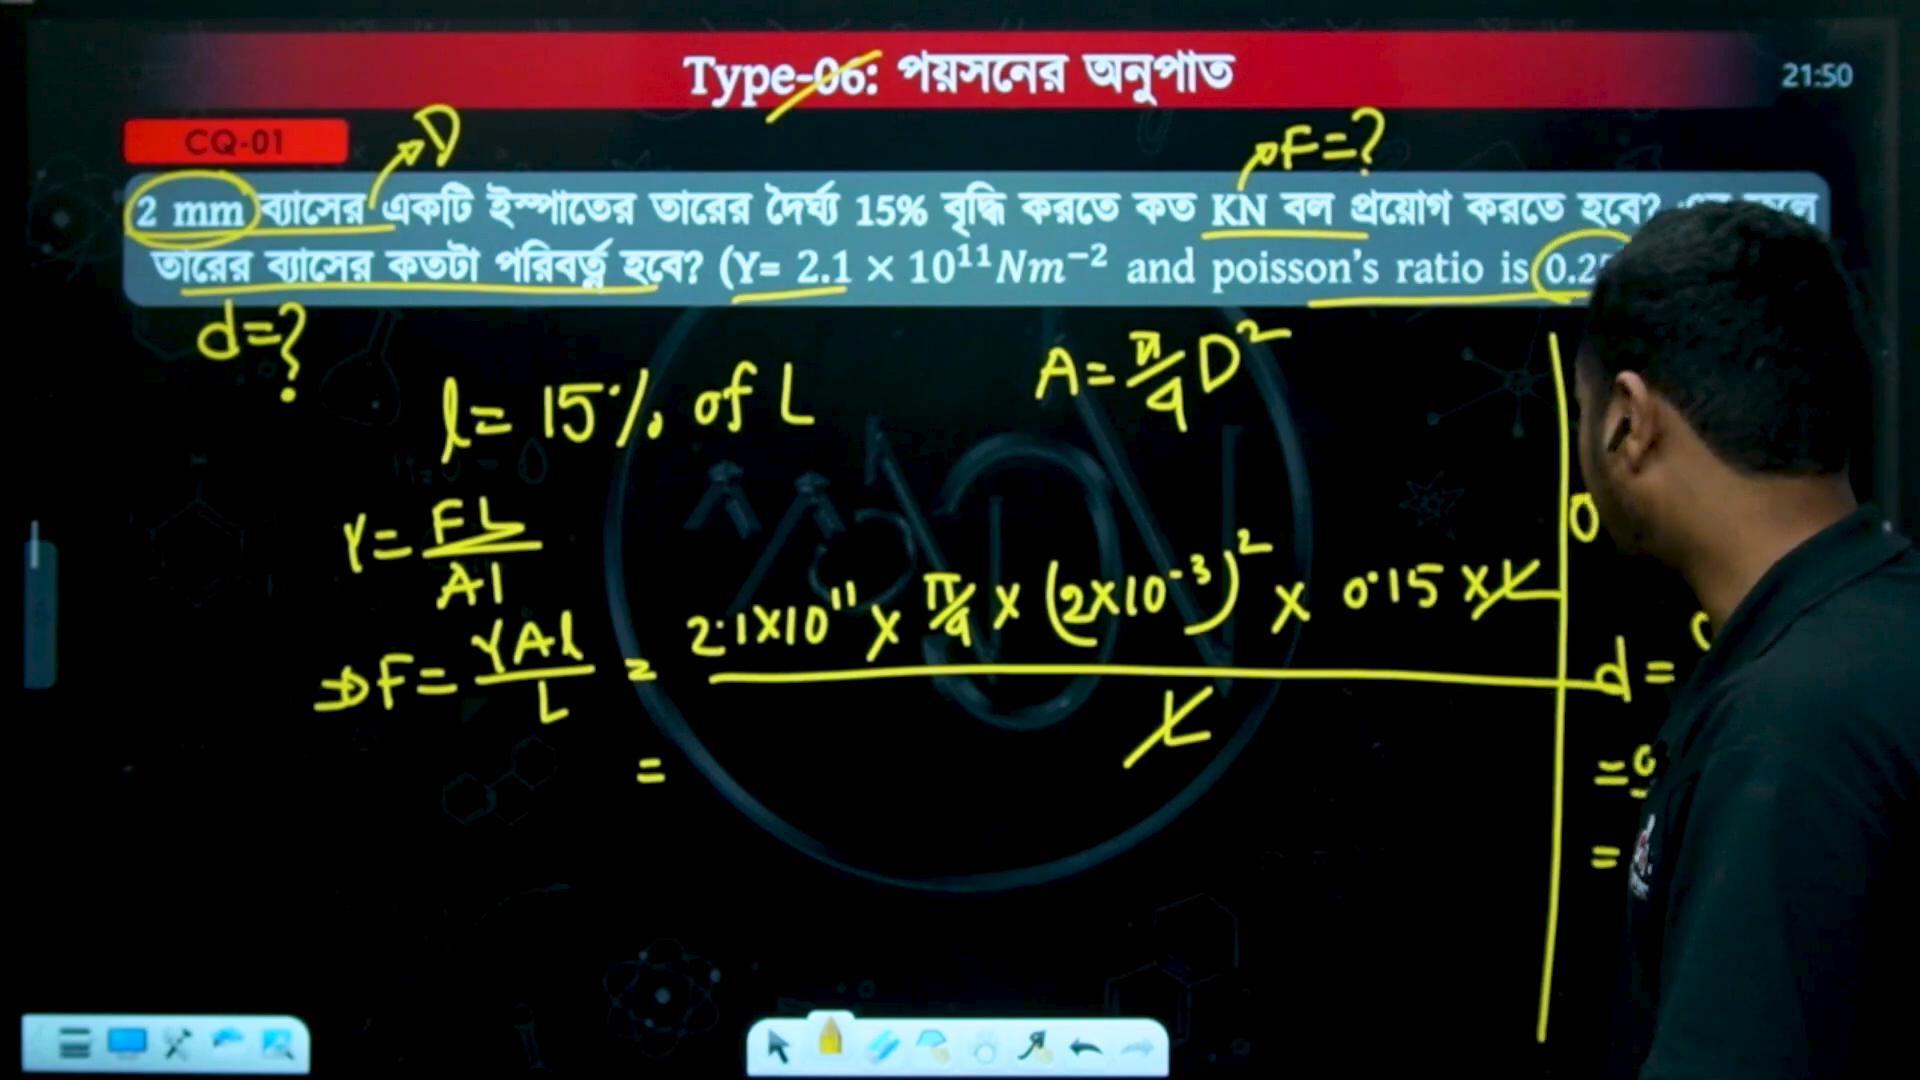 Type-06: পয়সনের অনুপাত
21:50
CQ-01
D
F=?
2 mm ব্যাসের একটি ইস্পাতের তারের দৈর্ঘ্য 15% বৃদ্ধি করতে কত KN বল প্রয়োগ করতে হবে?
তারের ব্যাসের কতটা পরিবর্ত্ন হবে? (Y= 2.1 × 10¹¹Nm⁻² and poisson's ratio is
d=?
l = 15% of L
A = π/4 D²
Y = FL/Al
⇒ F = YAl/L = 2.1×10¹¹ × π/4 × (2×10⁻³)² × 0.15 × L / L
=
d =
=
=